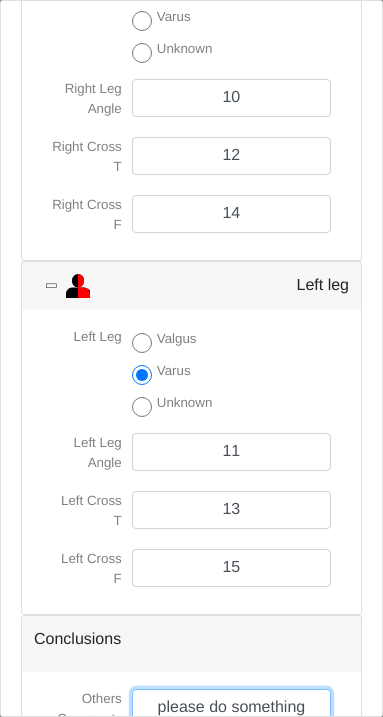 Varus
Unknown
Right Leg
Angle
10
Right Cross
T
12
Right Cross
F
14
Left leg
Left Leg
Valgus
Varus
Unknown
Left Leg
Angle
11
Left Cross
T
13
Left Cross
F
15
Conclusions
Others
please do something